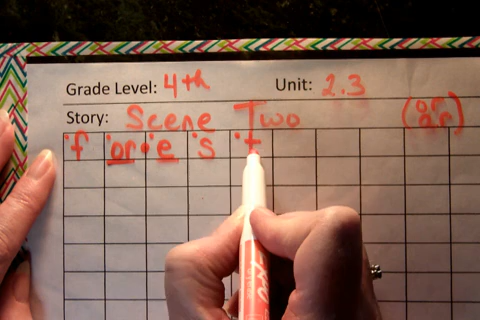 Grade Level: 4th Unit: 2.3
Story: Scene Two (or
ar)
f or e s t